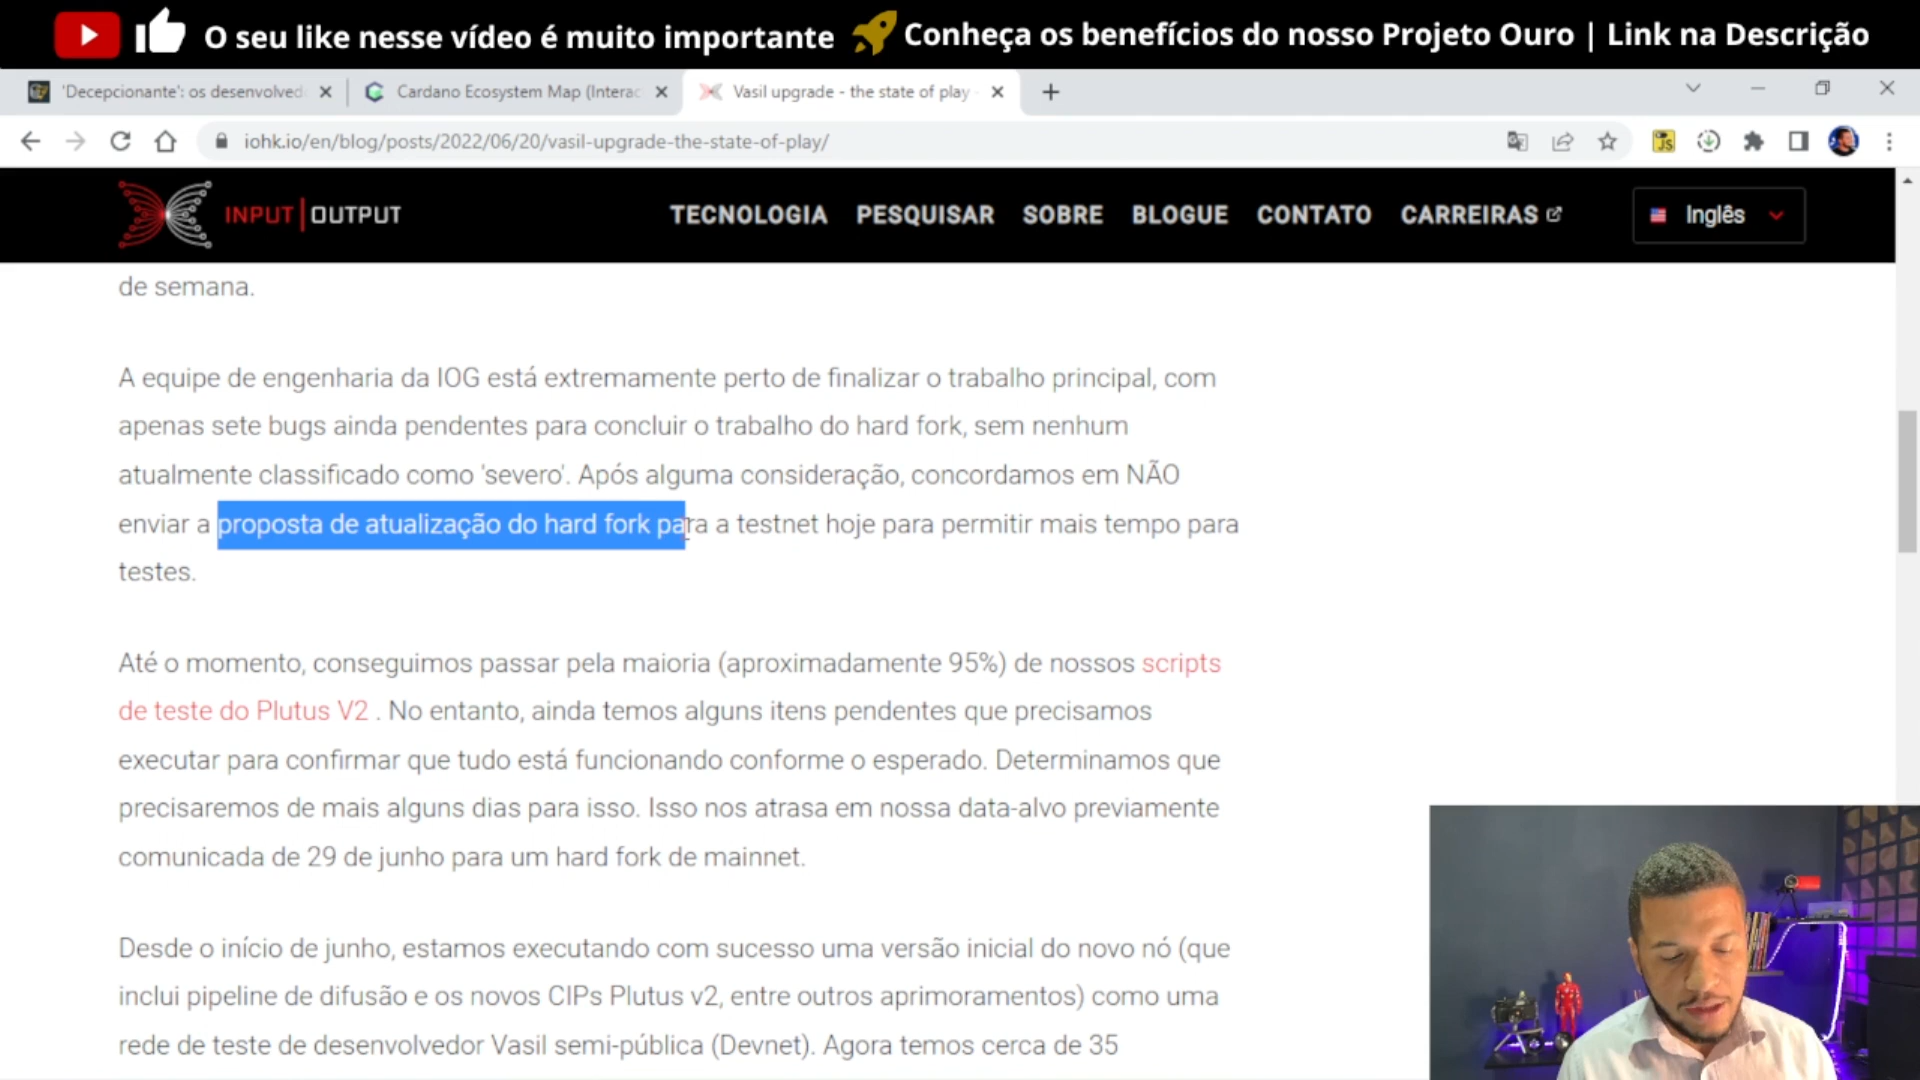 O seu like nesse vídeo é muito importante
Conheça os benefícios do nosso Projeto Ouro | Link na Descrição
'Decepcionante': os desenvolved
Cardano Ecosystem Map (Interac
Vasil upgrade - the state of play
iohk.io/en/blog/posts/2022/06/20/vasil-upgrade-the-state-of-play/
JS
INPUT | OUTPUT
TECNOLOGIA PESQUISAR SOBRE BLOGUE CONTATO CARREIRAS
Inglês
de semana.
A equipe de engenharia da IOG está extremamente perto de finalizar o trabalho principal, com
apenas sete bugs ainda pendentes para concluir o trabalho do hard fork, sem nenhum
atualmente classificado como 'severo'. Após alguma consideração, concordamos em NÃO
enviar a proposta de atualização do hard fork para a testnet hoje para permitir mais tempo para
testes.
Até o momento, conseguimos passar pela maioria (aproximadamente 95%) de nossos scripts
de teste do Plutus V2 . No entanto, ainda temos alguns itens pendentes que precisamos
executar para confirmar que tudo está funcionando conforme o esperado. Determinamos que
precisaremos de mais alguns dias para isso. Isso nos atrasa em nossa data-alvo previamente
comunicada de 29 de junho para um hard fork de mainnet.
Desde o início de junho, estamos executando com sucesso uma versão inicial do novo nó (que
inclui pipeline de difusão e os novos CIPs Plutus v2, entre outros aprimoramentos) como uma
rede de teste de desenvolvedor Vasil semi-pública (Devnet). Agora temos cerca de 35